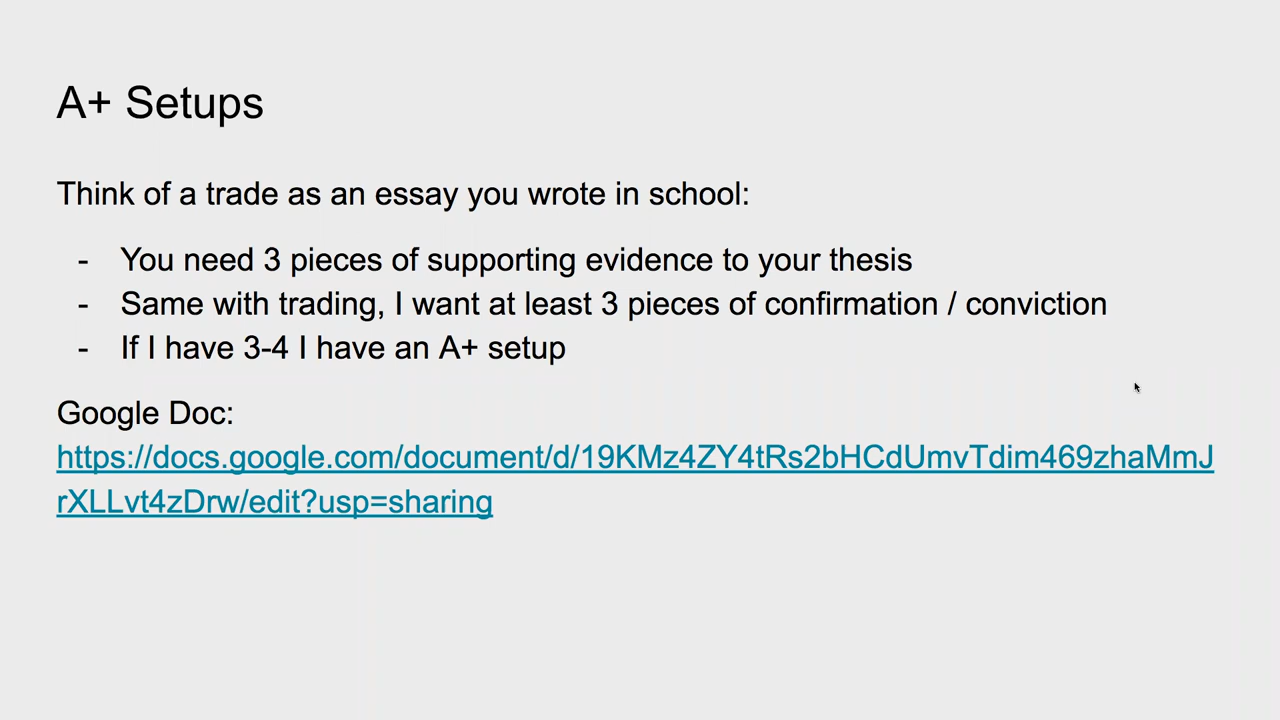 A+ Setups
Think of a trade as an essay you wrote in school:
- You need 3 pieces of supporting evidence to your thesis
- Same with trading, I want at least 3 pieces of confirmation / conviction
- If I have 3-4 I have an A+ setup
Google Doc:
https://docs.google.com/document/d/19KMz4ZY4tRs2bHCdUmvTdim469zhaMmJ
rXLLvt4zDrw/edit?usp=sharing